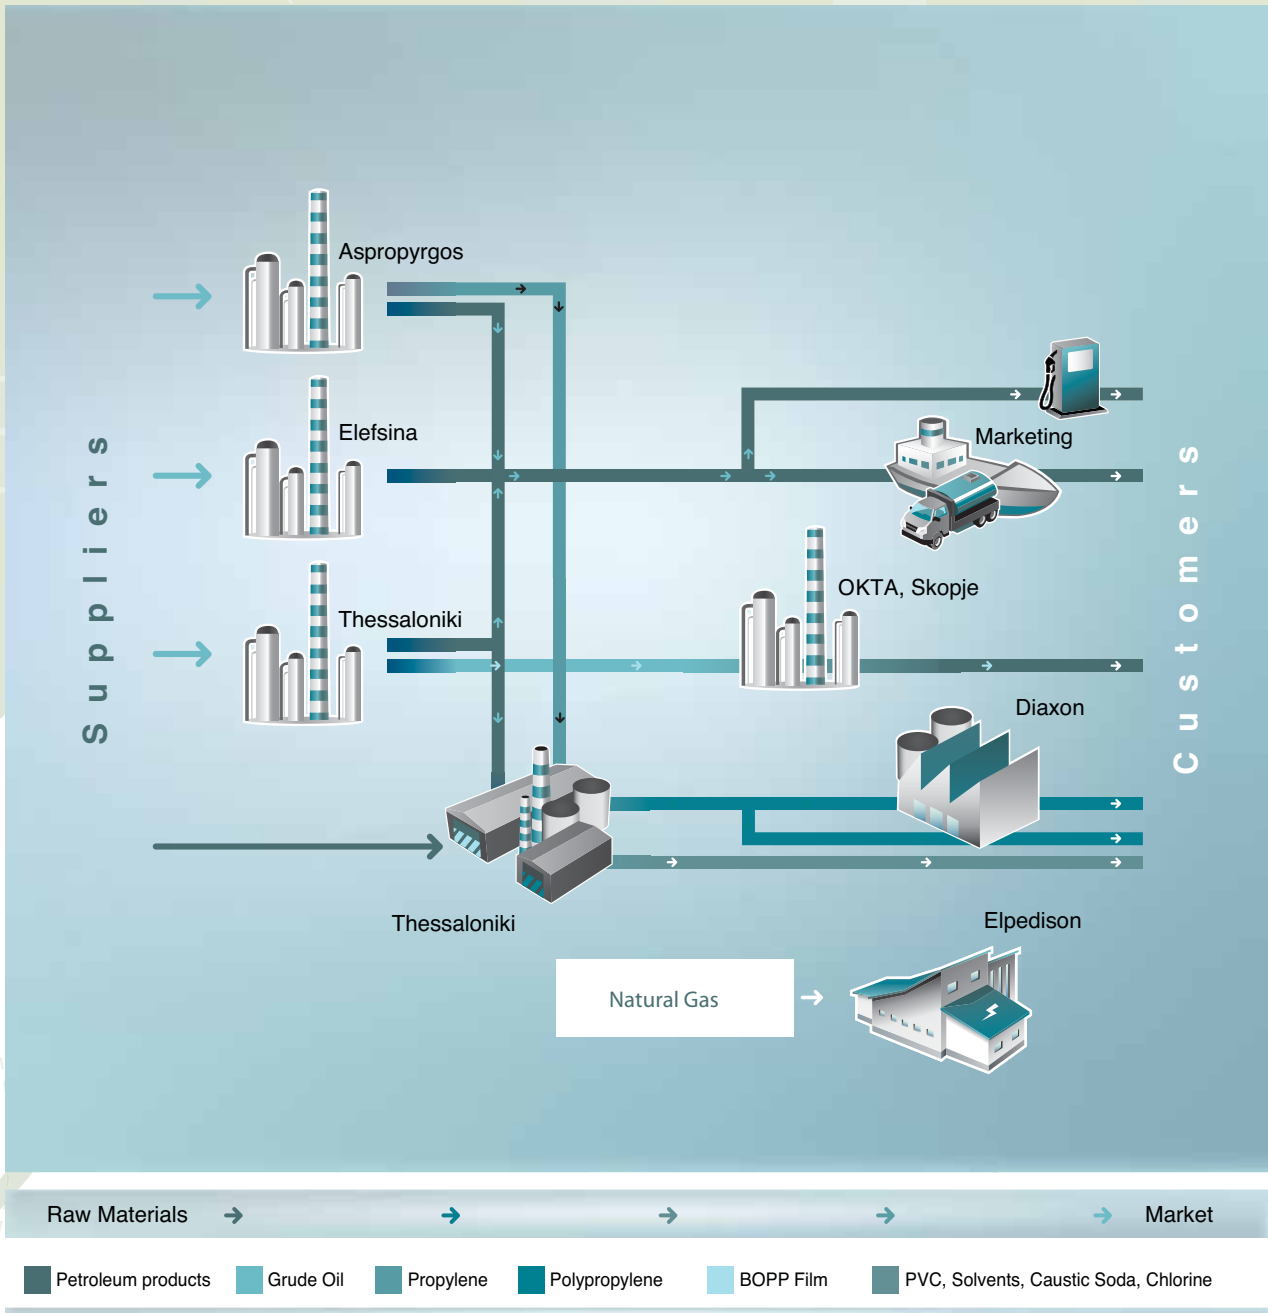 Aspropyrgos
Elefsina
Marketing
Suppliers
Customers
OKTA, Skopje
Thessaloniki
Diaxon
Thessaloniki
Elpedison
Natural Gas
Raw Materials
Market
Petroleum products
Grude Oil
Propylene
Polypropylene
BOPP Film
PVC, Solvents, Caustic Soda, Chlorine